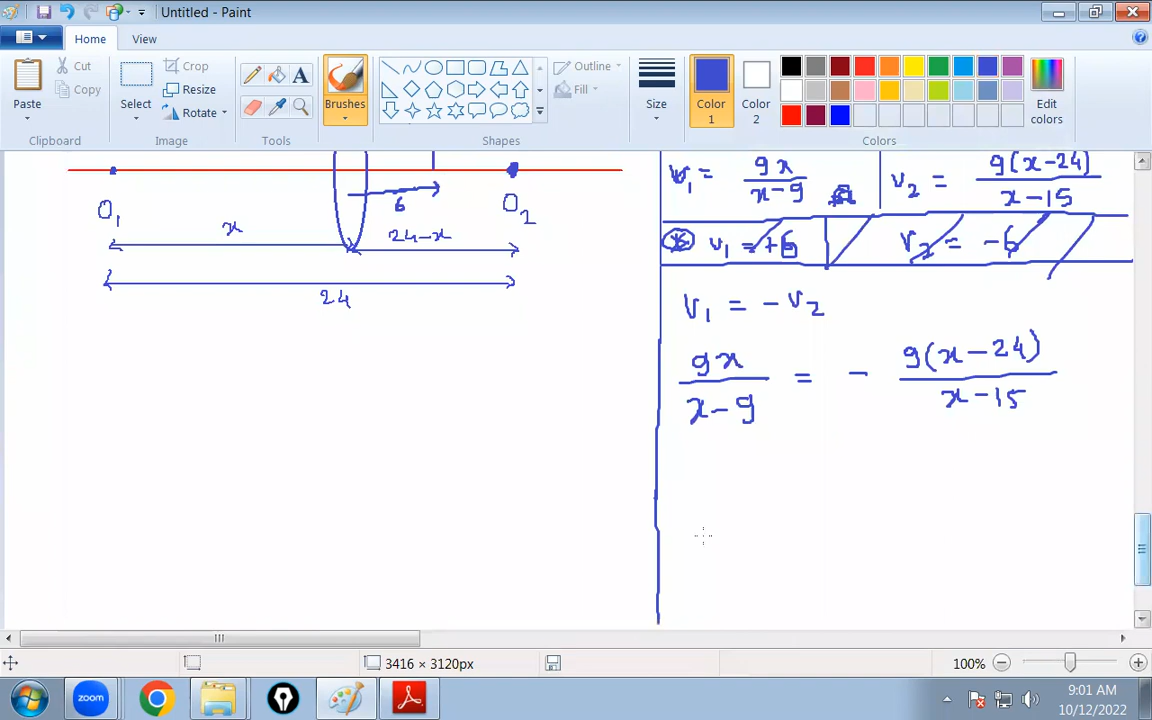 Untitled - Paint
Home View
Paste
Cut
Copy
Clipboard
Select
Crop
Resize
Rotate
Image
Tools
Brushes
Outline
Fill
Shapes
Size
Color 1
Color 2
Edit colors
Colors
O₁
x
6
24-x
O₂
24
v₁ = 9x / x-9
v₂ = 9(x-24) / x-15
v₁ = +6
v₂ = -6
v₁ = -v₂
9x / x-9 = - 9(x-24) / x-15
3416 × 3120px
100%
zoom
9:01 AM
10/12/2022